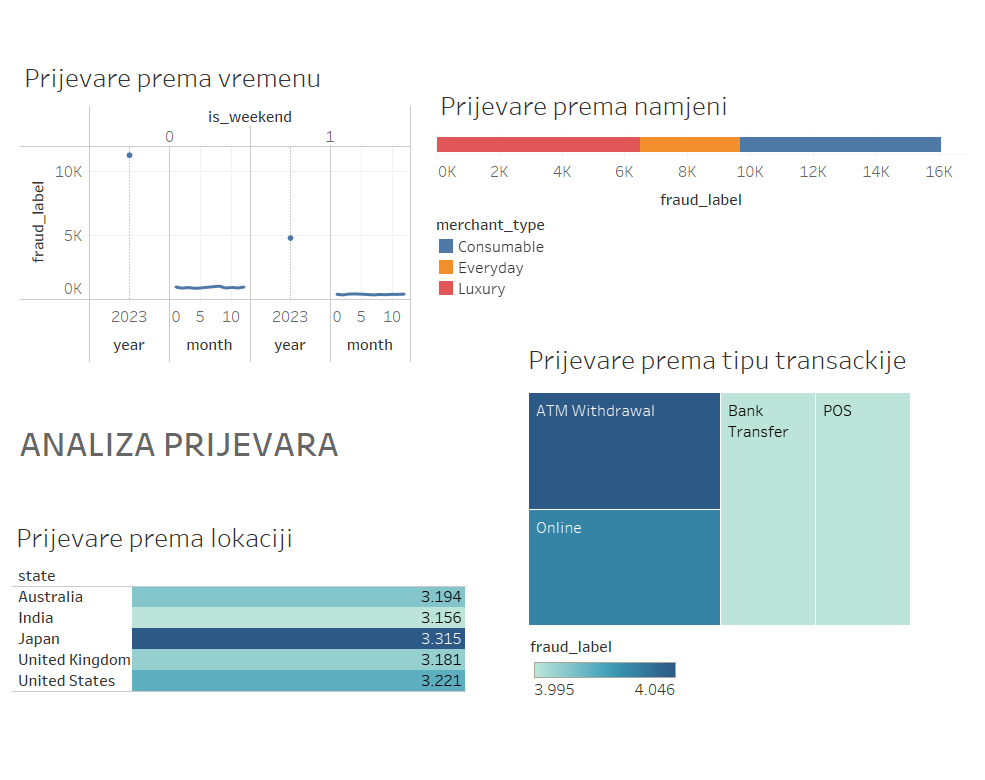 Prijevare prema vremenu
is_weekend
0 1
10K
5K
0K
fraud_label
2023 0 5 10 2023 0 5 10
year month year month
Prijevare prema namjeni
0K 2K 4K 6K 8K 10K 12K 14K 16K
fraud_label
merchant_type
Consumable
Everyday
Luxury
ANALIZA PRIJEVARA
Prijevare prema tipu transackije
ATM Withdrawal
Bank
Transfer
POS
Online
fraud_label
3.995 4.046
Prijevare prema lokaciji
state
Australia 3.194
India 3.156
Japan 3.315
United Kingdom 3.181
United States 3.221